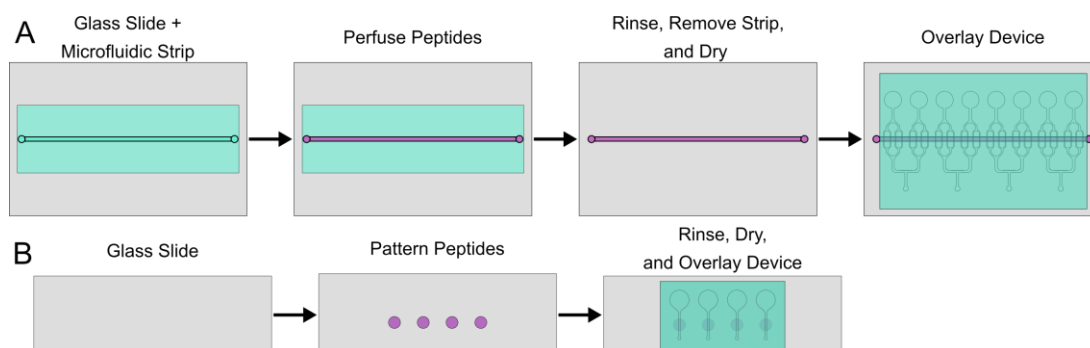 A
Glass Slide +
Microfluidic Strip
Perfuse Peptides
Rinse, Remove Strip,
and Dry
Overlay Device
B
Glass Slide
Pattern Peptides
Rinse, Dry,
and Overlay Device